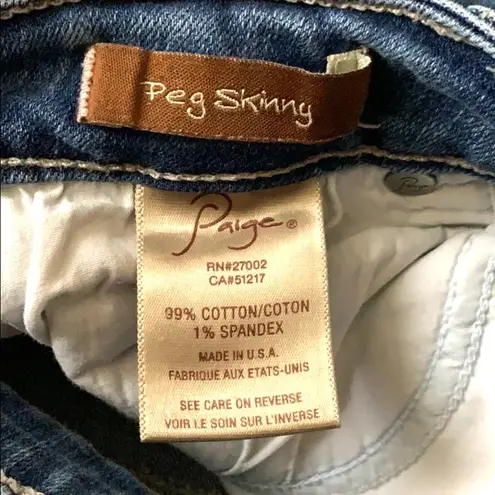 Peg Skinny
Paige®
RN#27002
CA#51217
99% COTTON/COTON
1% SPANDEX
MADE IN U.S.A.
FABRIQUE AUX ETATS-UNIS
SEE CARE ON REVERSE
VOIR LE SOIN SUR L'INVERSE
Paige